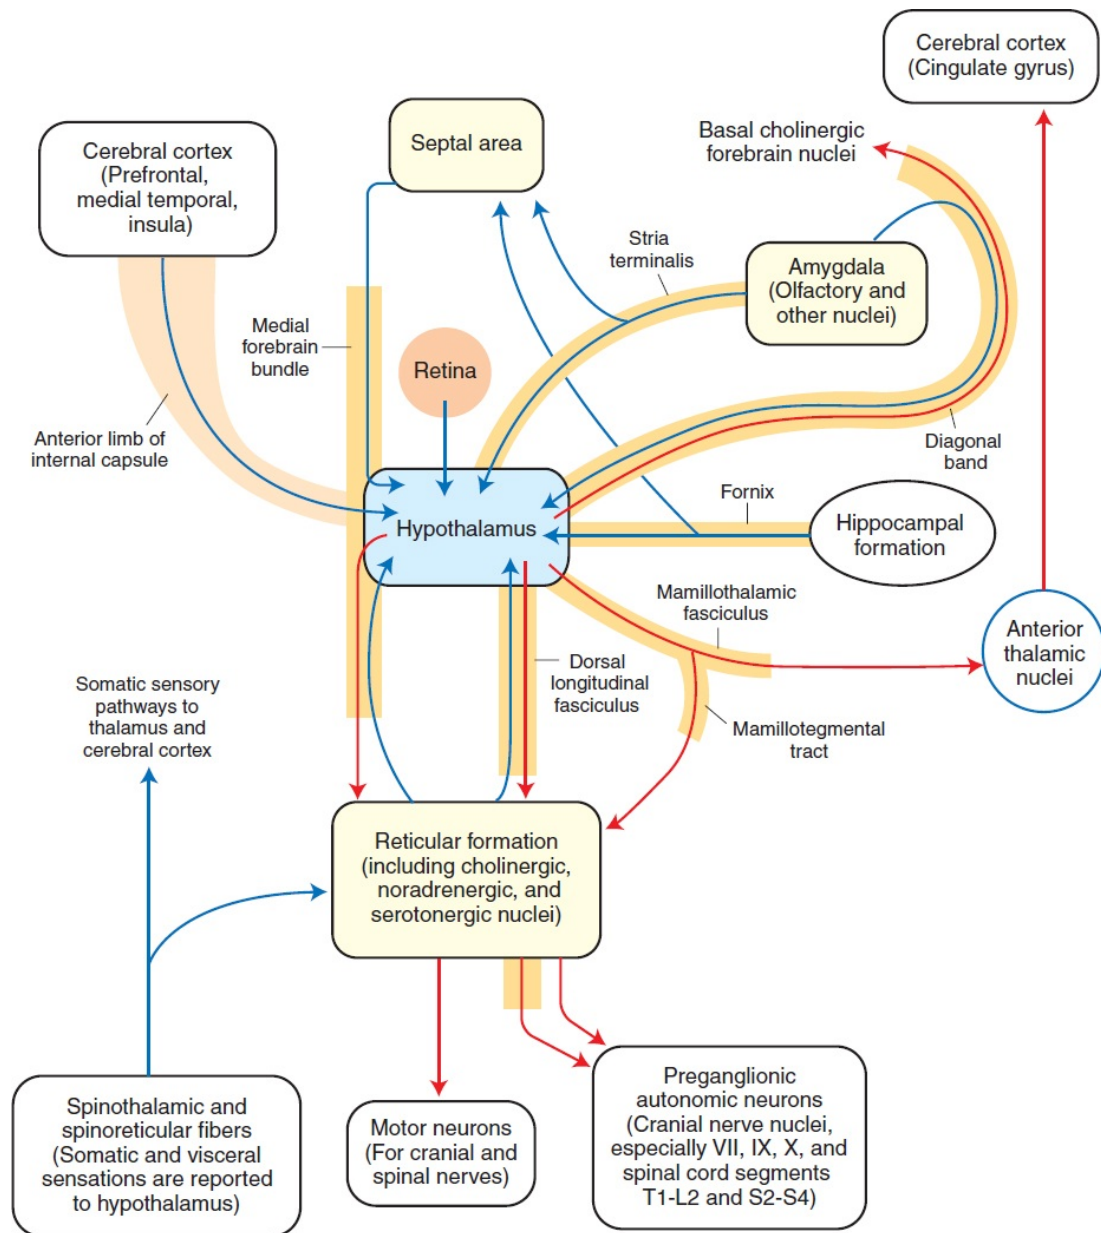 Cerebral cortex
(Cingulate gyrus)
Septal area
Basal cholinergic
forebrain nuclei
Cerebral cortex
(Prefrontal,
medial temporal,
insula)
Stria
terminalis
Amygdala
(Olfactory and
other nuclei)
Medial
forebrain
bundle
Retina
Anterior limb of
internal capsule
Diagonal
band
Fornix
Hypothalamus
Hippocampal
formation
Mamillothalamic
fasciculus
Anterior
thalamic
nuclei
Dorsal
longitudinal
fasciculus
Somatic sensory
pathways to
thalamus and
cerebral cortex
Mamillotegmental
tract
Reticular formation
(including cholinergic,
noradrenergic, and
serotonergic nuclei)
Spinothalamic and
spinoreticular fibers
(Somatic and visceral
sensations are reported
to hypothalamus)
Motor neurons
(For cranial and
spinal nerves)
Preganglionic
autonomic neurons
(Cranial nerve nuclei,
especially VII, IX, X, and
spinal cord segments
T1-L2 and S2-S4)